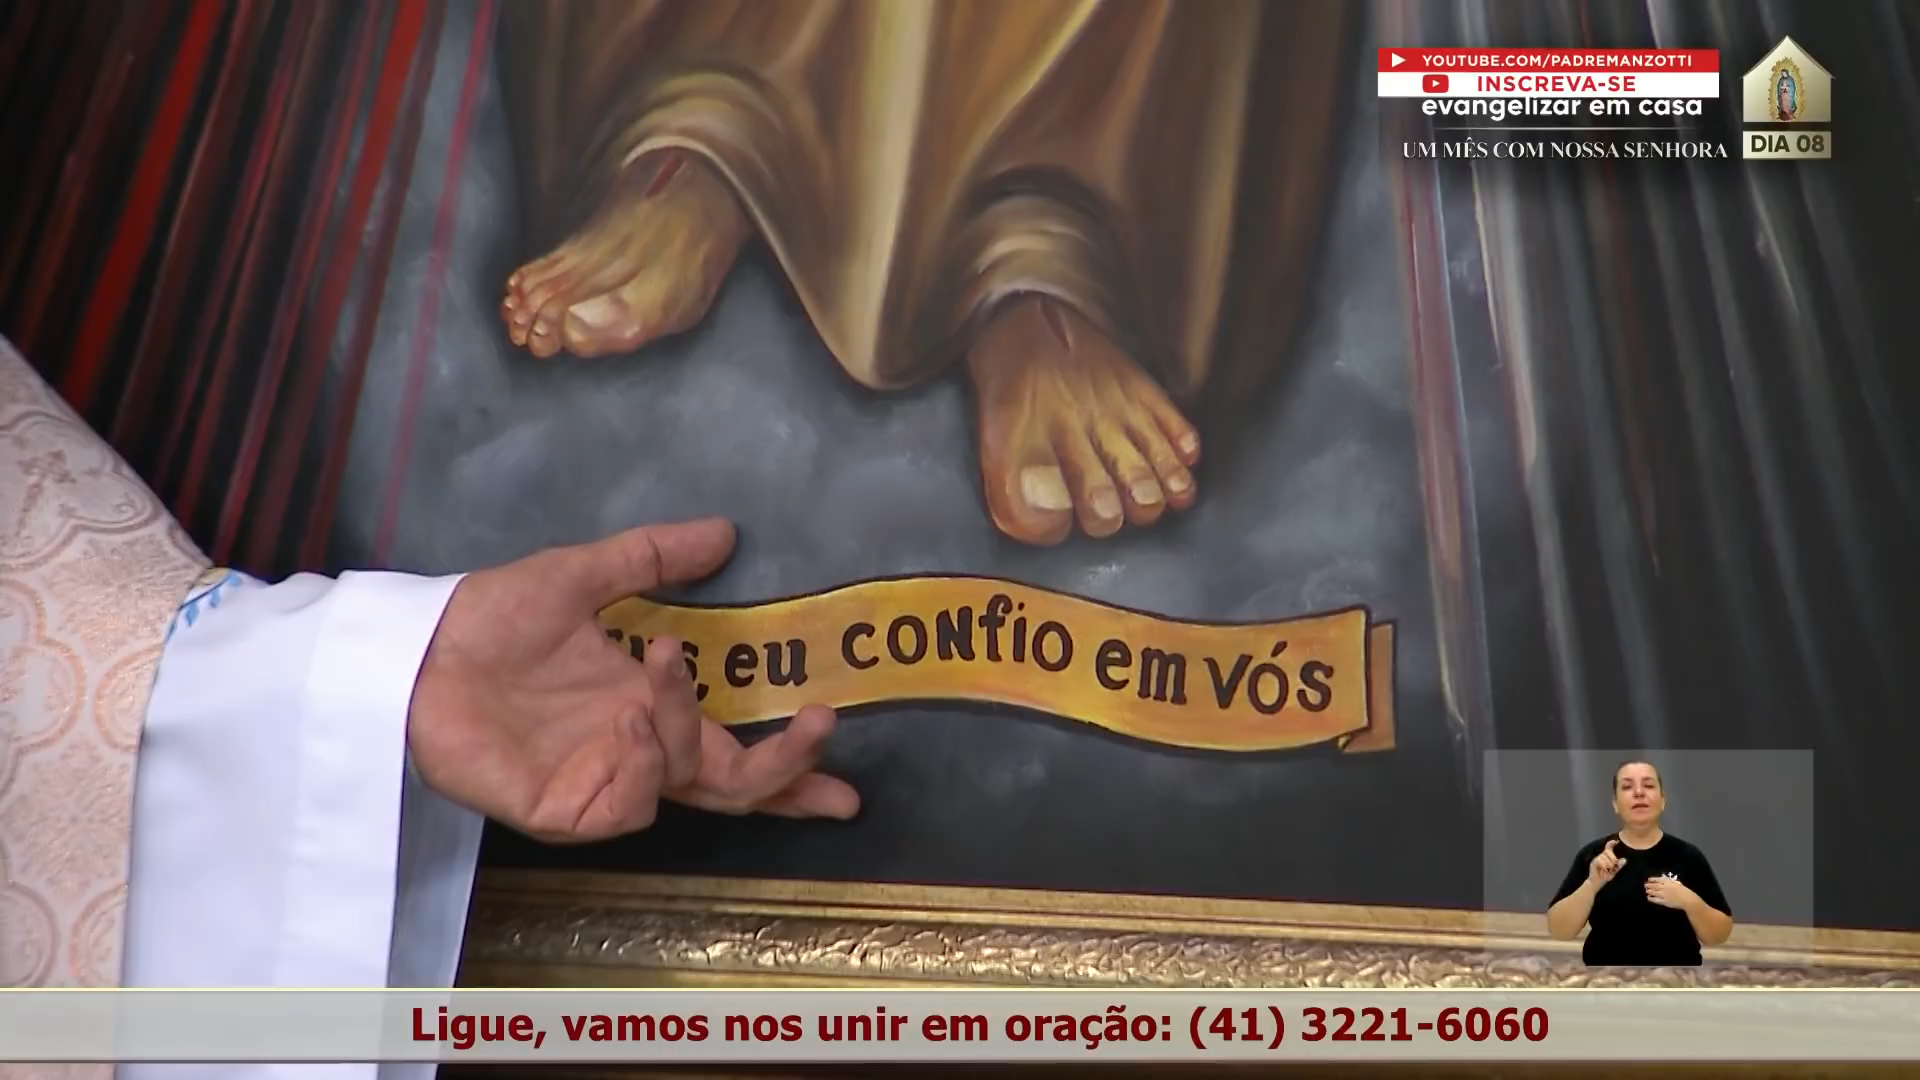 YOUTUBE.COM/PADREMANZOTTI
INSCREVA-SE
evangelizar em casa
UM MÊS COM NOSSA SENHORA
DIA 08
eu CONfiO em VÓS
Ligue, vamos nos unir em oração: (41) 3221-6060